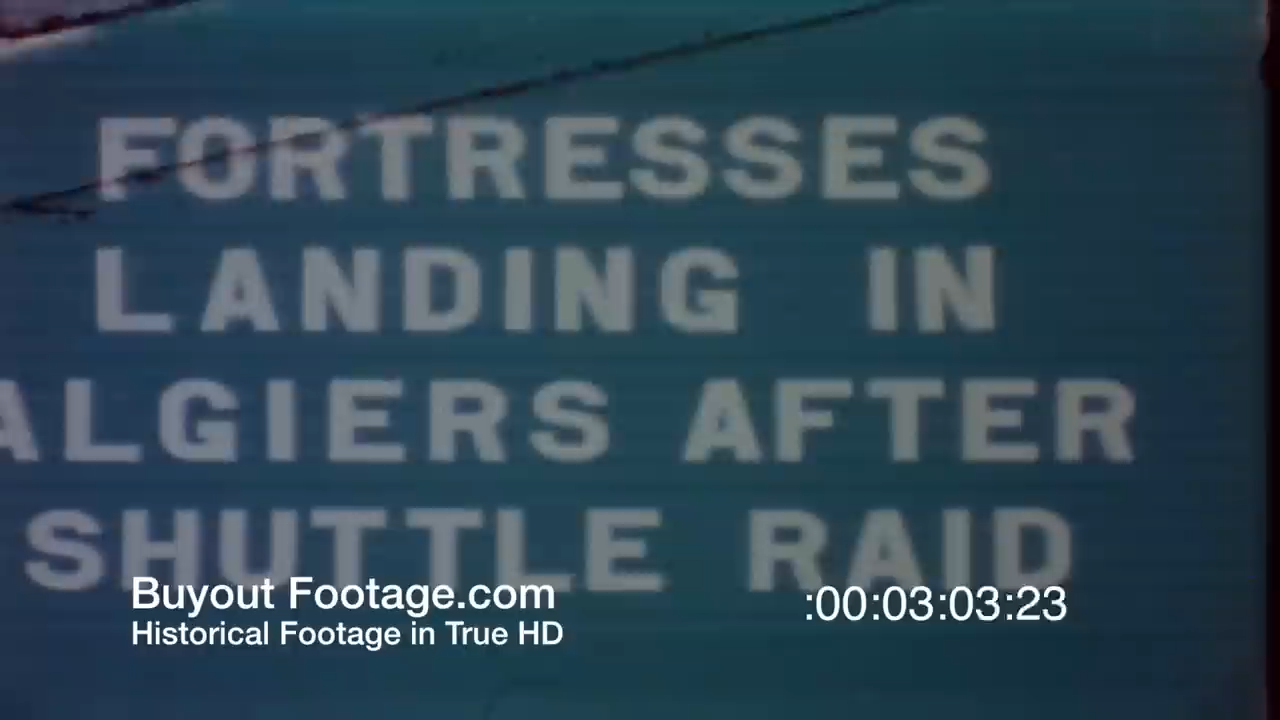 FORTRESSES
LANDING IN
ALGIERS AFTER
SHUTTLE RAID
Buyout Footage.com
Historical Footage in True HD
:00:03:03:23